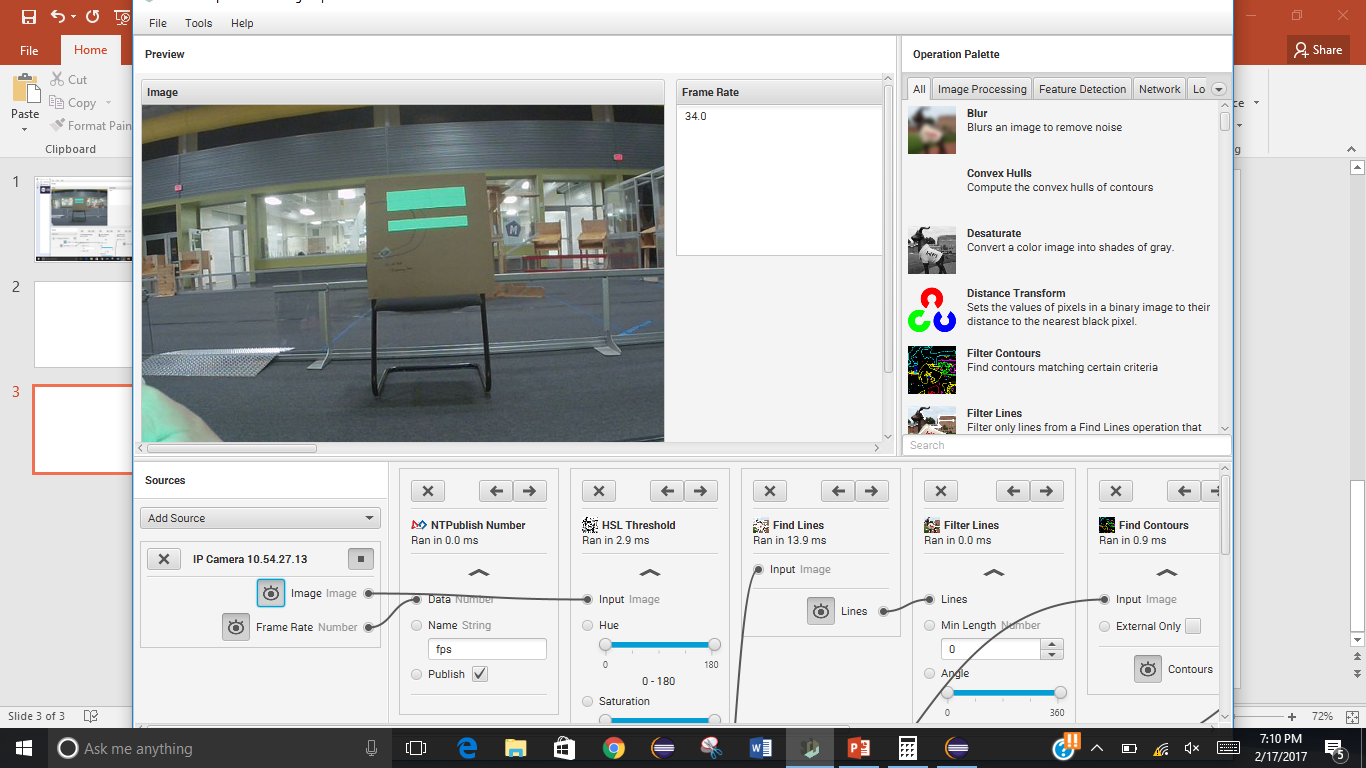 File
Home
Share
Cut
Copy
Paste
Format Pain
Clipboard
1
2
3
File Tools Help
Preview
Image
Frame Rate
34.0
Operation Palette
All Image Processing Feature Detection Network Lo
Blur
Blurs an image to remove noise
Convex Hulls
Compute the convex hulls of contours
Desaturate
Convert a color image into shades of gray.
Distance Transform
Sets the values of pixels in a binary image to their
distance to the nearest black pixel.
Filter Contours
Find contours matching certain criteria
Filter Lines
Filter only lines from a Find Lines operation that
Search
Sources
Add Source
IP Camera 10.54.27.13
Image Image
Frame Rate Number
NTPublish Number
Ran in 0.0 ms
Data Number
Name String
fps
Publish
HSL Threshold
Ran in 2.9 ms
Input Image
Hue
0 180
0 - 180
Saturation
Find Lines
Ran in 13.9 ms
Input Image
Lines
Filter Lines
Ran in 0.0 ms
Lines
Min Length Number
0
Angle
0 360
Find Contours
Ran in 0.9 ms
Input Image
External Only
Contours
Slide 3 of 3
72%
Ask me anything
11
7:10 PM
2/17/2017
5